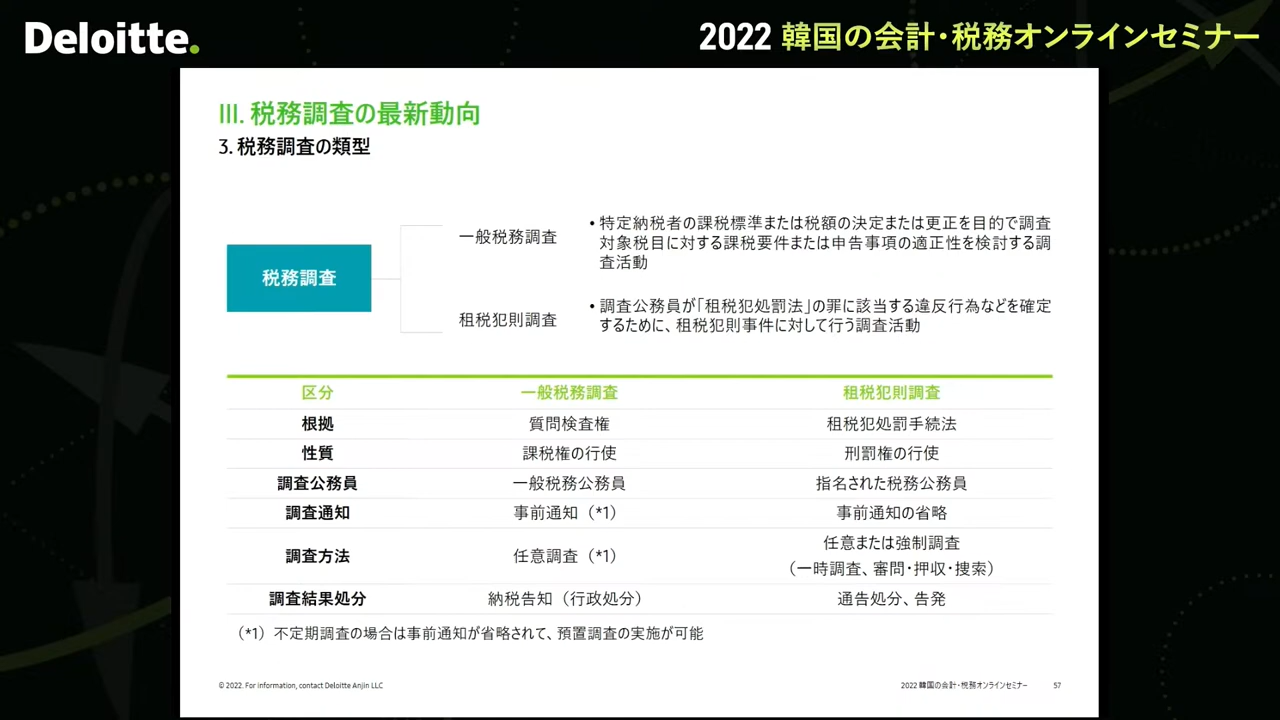 Deloitte.
2022 韓国の会計・税務オンラインセミナー
III. 税務調査の最新動向
3. 税務調査の類型
税務調査
一般税務調査
• 特定納税者の課税標準または税額の決定または更正を目的で調査
対象税目に対する課税要件または申告事項の適正性を検討する調
査活動
租税犯則調査
• 調査公務員が「租税犯処罰法」の罪に該当する違反行為などを確定
するために、租税犯則事件に対して行う調査活動
区分 一般税務調査 租税犯則調査
根拠 質問検査権 租税犯処罰手続法
性質 課税権の行使 刑罰権の行使
調査公務員 一般税務公務員 指名された税務公務員
調査通知 事前通知（*1） 事前通知の省略
調査方法 任意調査（*1） 任意または強制調査
（一時調査、審問・押収・捜索）
調査結果処分 納税告知（行政処分） 通告処分、告発
（*1）不定期調査の場合は事前通知が省略されて、預置調査の実施が可能
© 2022. For information, contact Deloitte Anjin LLC
2022 韓国の会計・税務オンラインセミナー 57